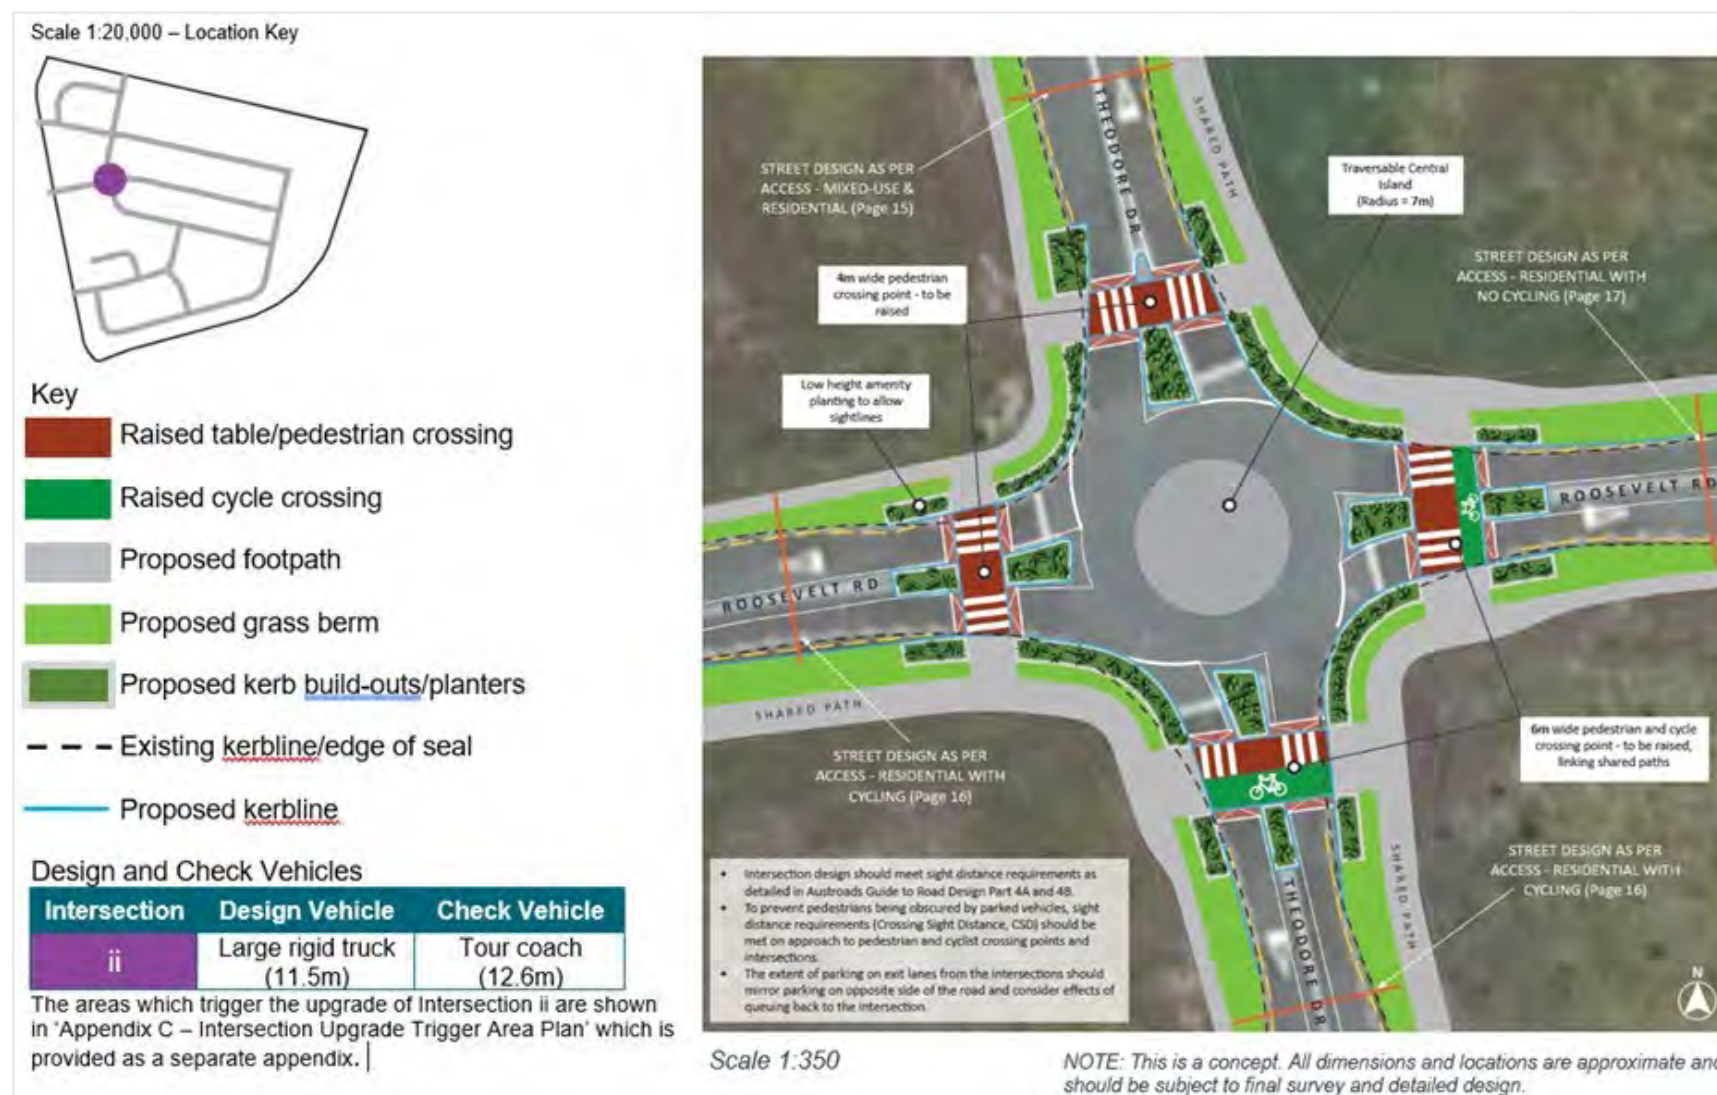 Scale 1:20,000 – Location Key
Key
Raised table/pedestrian crossing
Raised cycle crossing
Proposed footpath
Proposed grass berm
Proposed kerb build-outs/planters
Existing kerbline/edge of seal
Proposed kerbline
Design and Check Vehicles
Intersection Design Vehicle Check Vehicle
ii Large rigid truck (11.5m) Tour coach (12.6m)
The areas which trigger the upgrade of Intersection ii are shown
in ‘Appendix C – Intersection Upgrade Trigger Area Plan’ which is
provided as a separate appendix.
THEODORE DR
SHARED PATH
STREET DESIGN AS PER
ACCESS - MIXED-USE &
RESIDENTIAL (Page 15)
Traversable Central
Island
(Radius = 7m)
STREET DESIGN AS PER
ACCESS - RESIDENTIAL WITH
NO CYCLING (Page 17)
4m wide pedestrian
crossing point - to be
raised
Low height amenity
planting to allow
sightlines
ROOSEVELT RD
ROOSEVELT RD
SHARED PATH
STREET DESIGN AS PER
ACCESS - RESIDENTIAL WITH
CYCLING (Page 16)
6m wide pedestrian and cycle
crossing point - to be raised,
linking shared paths
STREET DESIGN AS PER
ACCESS - RESIDENTIAL WITH
CYCLING (Page 16)
SHARED PATH
THEODORE DR
• Intersection design should meet sight distance requirements as
detailed in Austroads Guide to Road Design Part 4A and 4B.
• To prevent pedestrians being obscured by parked vehicles, sight
distance requirements (Crossing Sight Distance, CSD) should be
met on approach to pedestrian and cyclist crossing points and
intersections.
• The extent of parking on exit lanes from the intersections should
mirror parking on opposite side of the road and consider effects of
queuing back to the intersection.
N
Scale 1:350
NOTE: This is a concept. All dimensions and locations are approximate and
should be subject to final survey and detailed design.